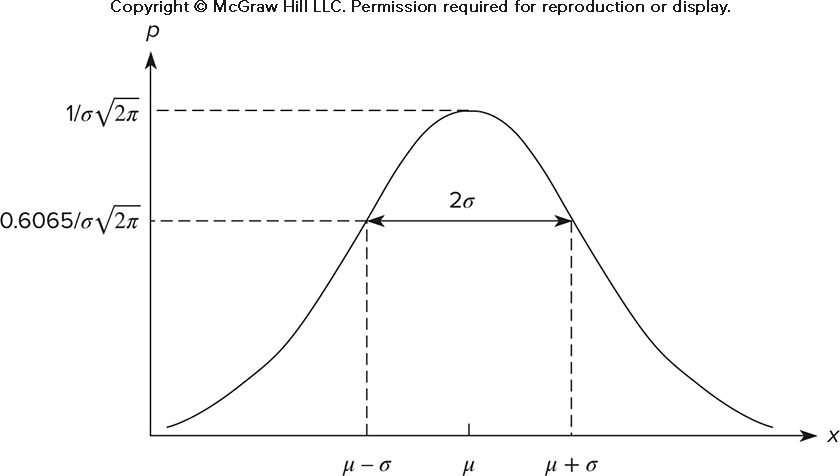 Copyright © McGraw Hill LLC. Permission required for reproduction or display.
p
1/σ√2π
0.6065/σ√2π
2σ
x
μ − σ
μ
μ + σ